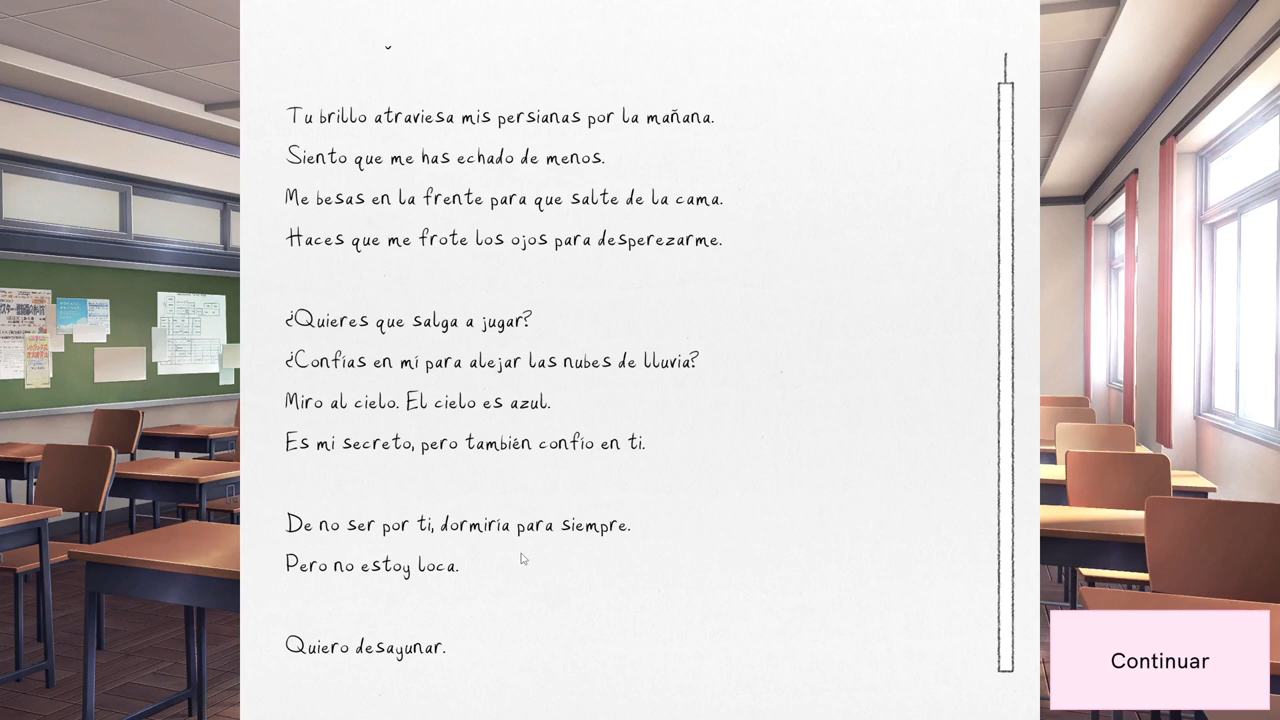 Tu brillo atraviesa mis persianas por la mañana.
Siento que me has echado de menos.
Me besas en la frente para que salte de la cama.
Haces que me frote los ojos para desperezarme.
¿Quieres que salga a jugar?
¿Confías en mí para alejar las nubes de lluvia?
Miro al cielo. El cielo es azul.
Es mi secreto, pero también confío en ti.
De no ser por ti, dormiría para siempre.
Pero no estoy loca.
Quiero desayunar.
Continuar